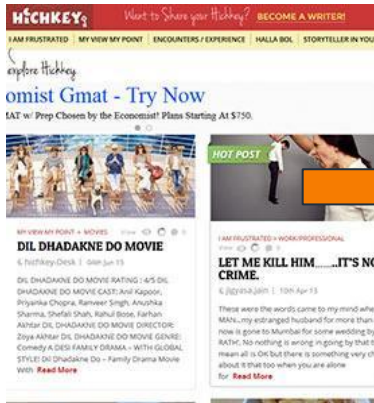 HiCHKEY
Want to Share your Hichkey? BECOME A WRITER!
I AM FRUSTRATED MY VIEW MY POINT ENCOUNTERS / EXPERIENCE HALLA BOL STORYTELLER IN YOU
explore Hichkey
omist Gmat - Try Now
MAT w/ Prep Chosen by the Economist! Plans Starting At $750.
HOT POST
MY VIEW MY POINT • MOVIES View 0
DIL DHADAKNE DO MOVIE
hichkey-Desk | 04th Jun 15
DIL DHADAKNE DO MOVIE RATING : 4/5 DIL
DHADAKNE DO MOVIE CAST: Anil Kapoor,
Priyanka Chopra, Ranveer Singh, Anushka
Sharma, Shefali Shah, Rahul Bose, Farhan
Akhtar DIL DHADAKNE DO MOVIE DIRECTOR:
Zoya Akhtar DIL DHADAKNE DO MOVIE GENRE:
Comedy A DESI FAMILY DRAMA – WITH GLOBAL
STYLE! Dil Dhadakne Do – Family Drama Movie
With Read More
I AM FRUSTRATED • WORK/PROFESSIONAL
View 0
LET ME KILL HIM.......IT'S NO
CRIME.
jigyasa.jain | 10th Apr 15
These were the words came to my mind whe
MAN...my estranged husband for more than
now is gone to Mumbai for some wedding by
RATH'. No nothing is wrong in going by that t
mean all is OK but there is something very ch
about it that too when you are alone
for Read More